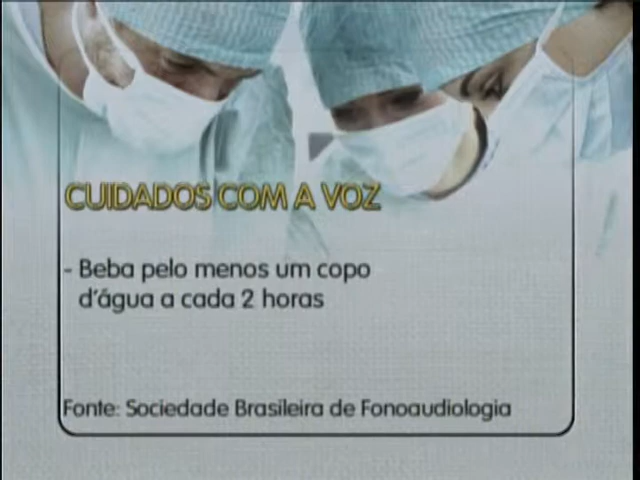 CUIDADOS COM A VOZ
- Beba pelo menos um copo
d'água a cada 2 horas
Fonte: Sociedade Brasileira de Fonoaudiologia